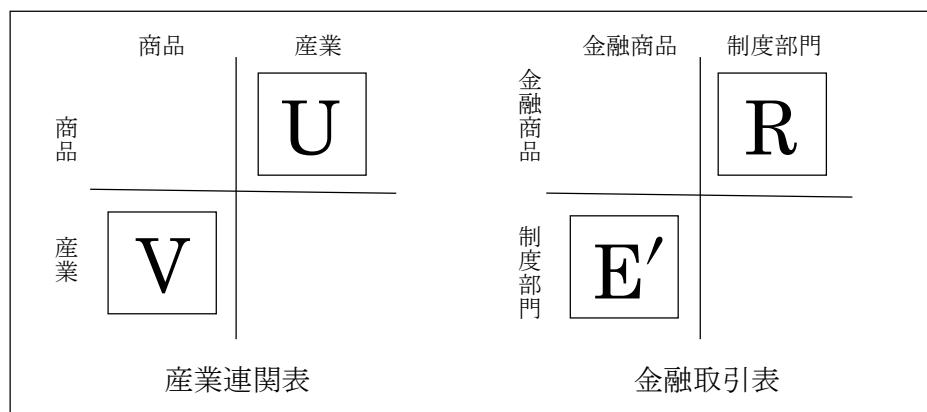 商品 産業 金融商品 制度部門
商品 U 金融商品 R
産業 V 制度部門 E′
産業連関表 金融取引表